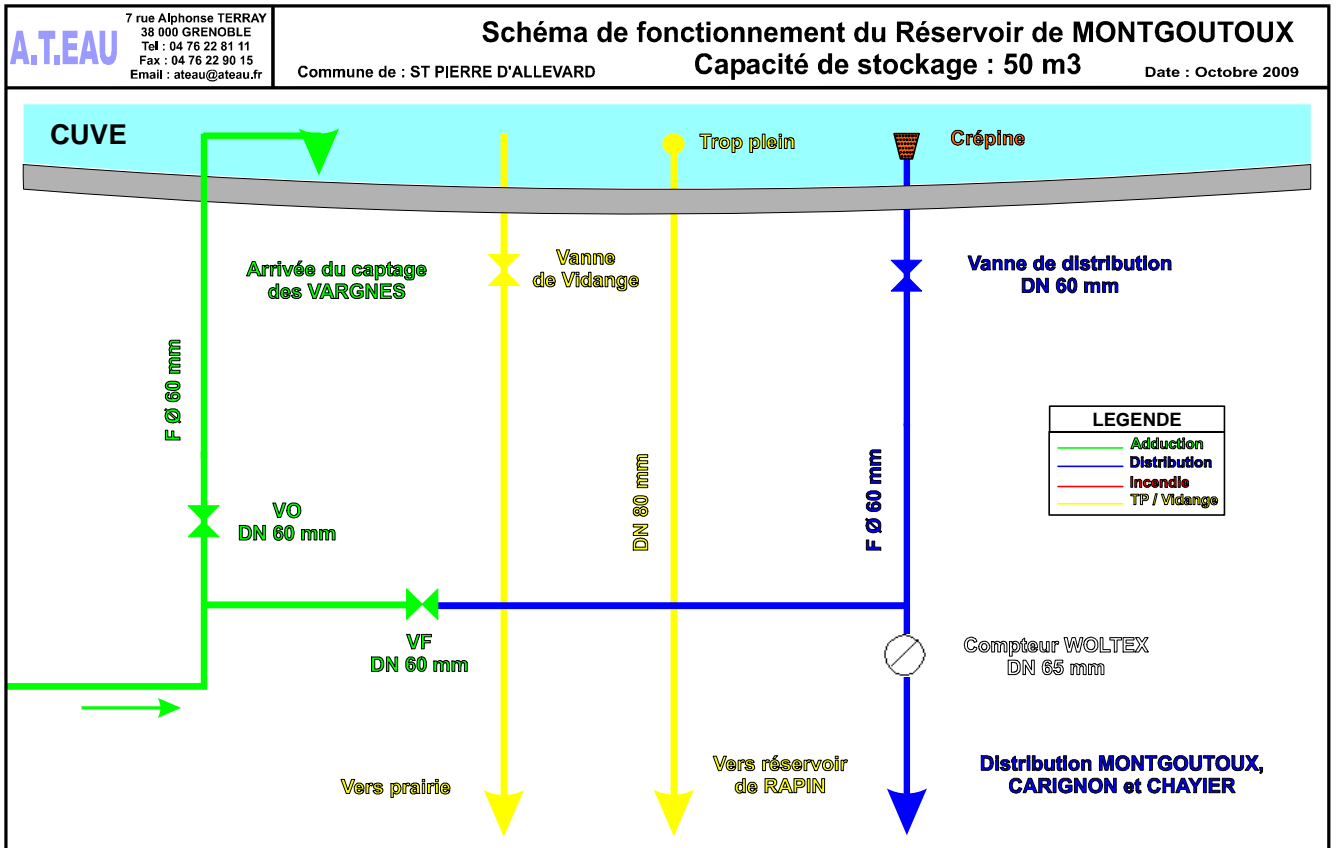 A.T.EAU
7 rue Alphonse TERRAY
38 000 GRENOBLE
Tel : 04 76 22 81 11
Fax : 04 76 22 90 15
Email : ateau@ateau.fr
Schéma de fonctionnement du Réservoir de MONTGOUTOUX
Commune de : ST PIERRE D'ALLEVARD
Capacité de stockage : 50 m3
Date : Octobre 2009
CUVE
Trop plein
Crépine
Arrivée du captage
des VARGNES
Vanne
de Vidange
Vanne de distribution
DN 60 mm
F Ø 60 mm
LEGENDE
Adduction
Distribution
Incendie
TP / Vidange
DN 80 mm
F Ø 60 mm
VO
DN 60 mm
VF
DN 60 mm
Compteur WOLTEX
DN 65 mm
Vers prairie
Vers réservoir
de RAPIN
Distribution MONTGOUTOUX,
CARIGNON et CHAYIER